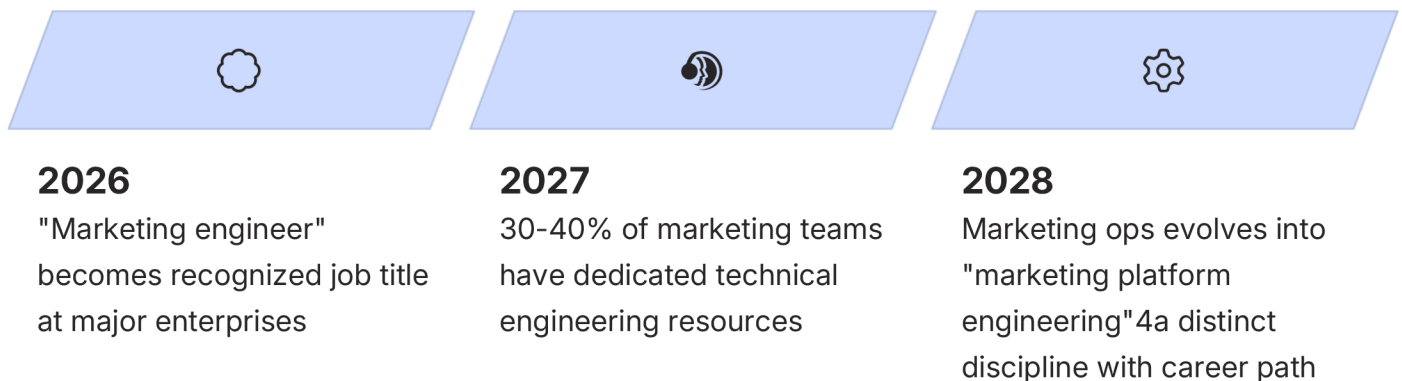 2026
"Marketing engineer"
becomes recognized job title
at major enterprises
2027
30-40% of marketing teams
have dedicated technical
engineering resources
2028
Marketing ops evolves into
"marketing platform
engineering"4a distinct
discipline with career path